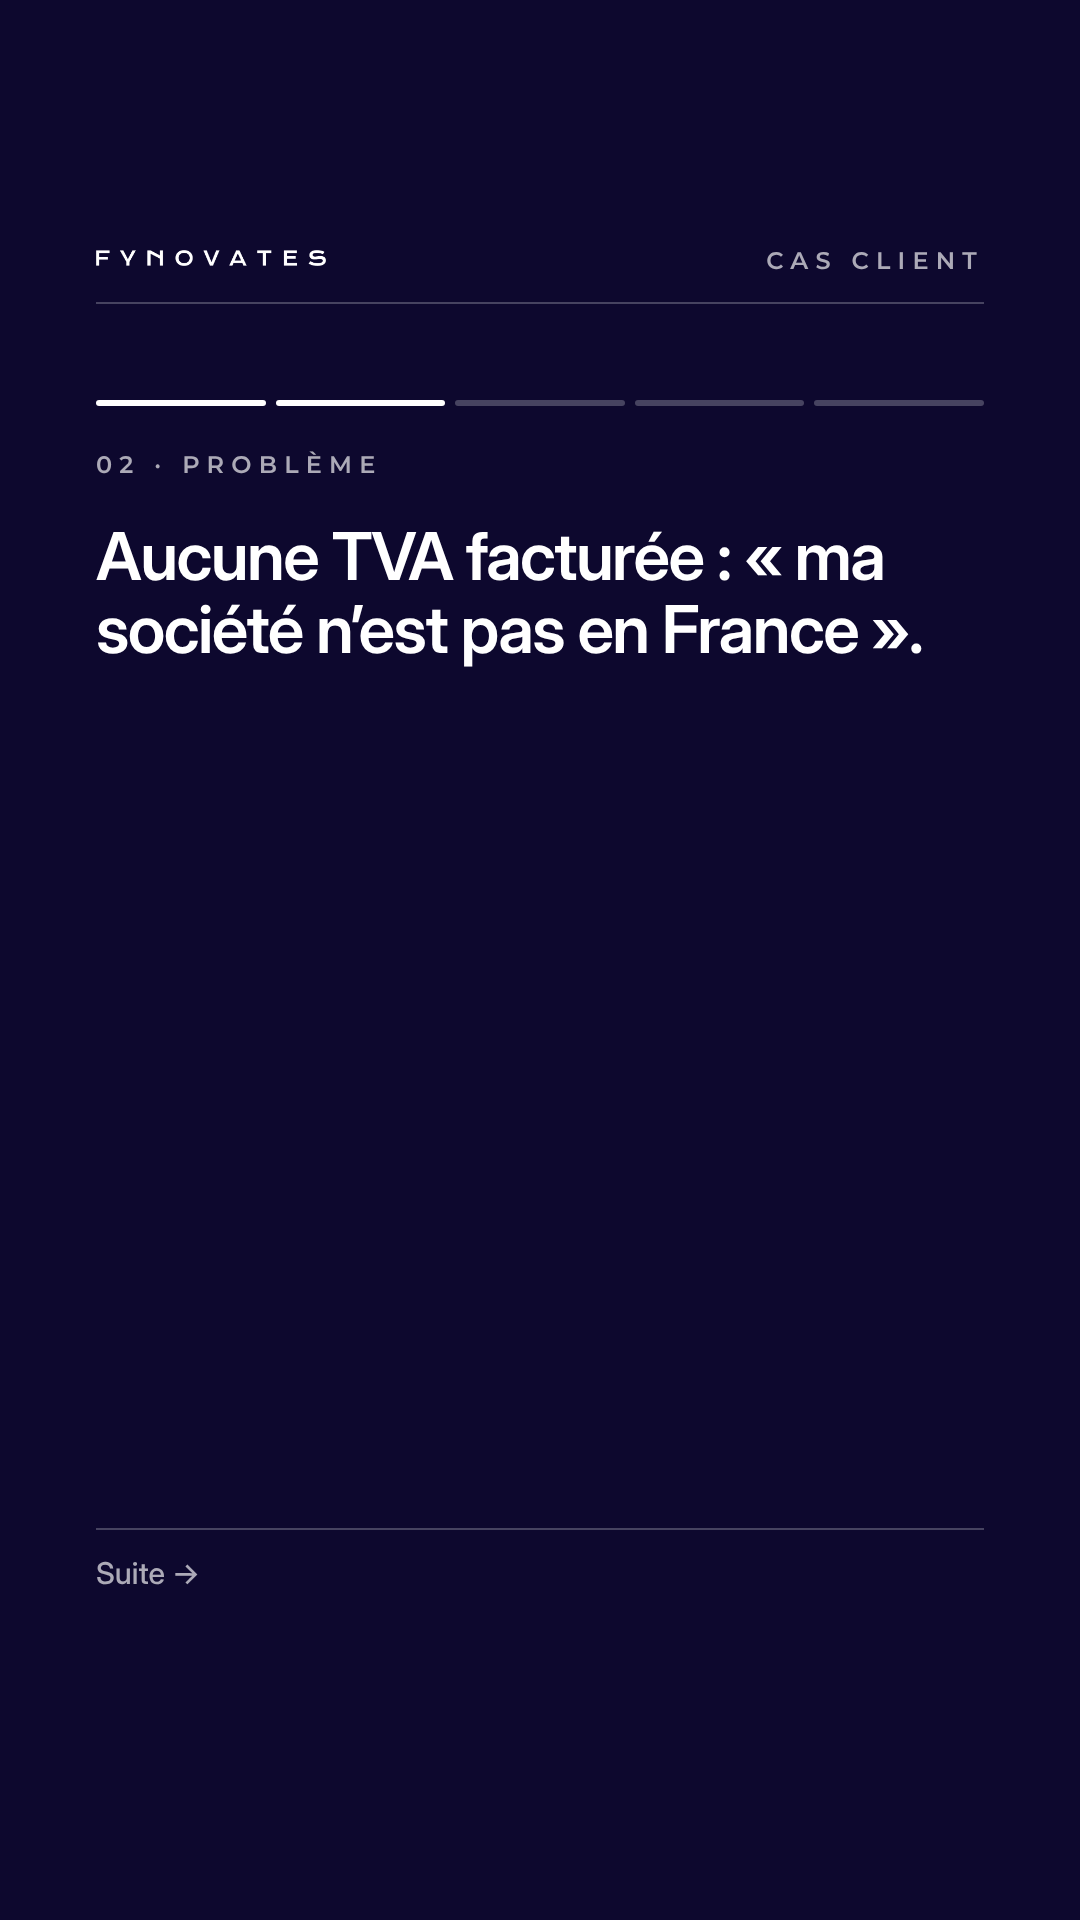 FYNOVATES
CAS CLIENT
02 · PROBLÈME
Aucune TVA facturée : « ma
société n’est pas en France ».
Suite →